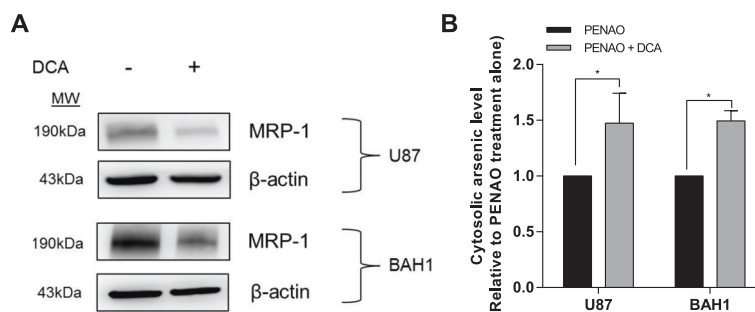 A
DCA - +
MW
190kDa MRP-1
U87
43kDa β-actin
190kDa MRP-1
BAH1
43kDa β-actin
B
PENAO
PENAO + DCA
Cytosolic arsenic level
Relative to PENAO treatment alone)
2.0
* *
1.5
1.0
0.5
0.0
U87 BAH1